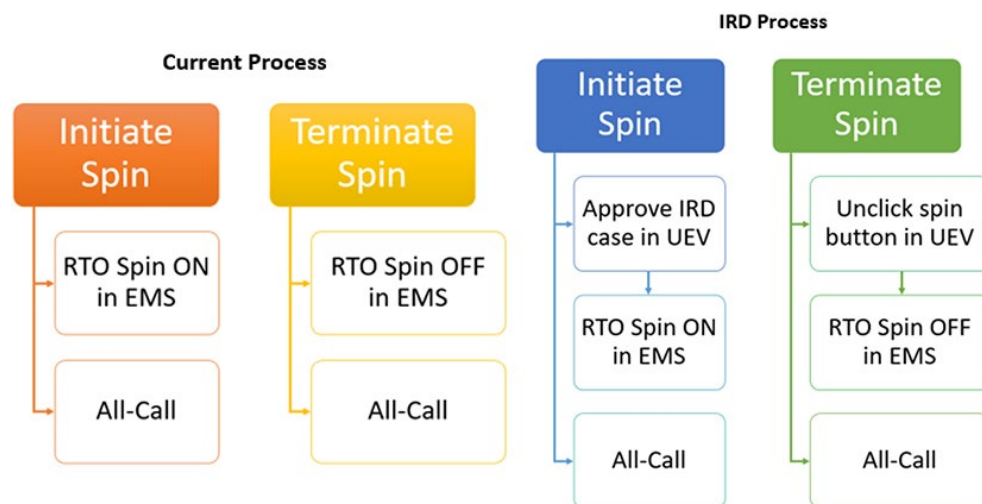 Current Process
Initiate
Spin
RTO Spin ON
in EMS
All-Call
Terminate
Spin
RTO Spin OFF
in EMS
All-Call
IRD Process
Initiate
Spin
Approve IRD
case in UEV
RTO Spin ON
in EMS
All-Call
Terminate
Spin
Unclick spin
button in UEV
RTO Spin OFF
in EMS
All-Call